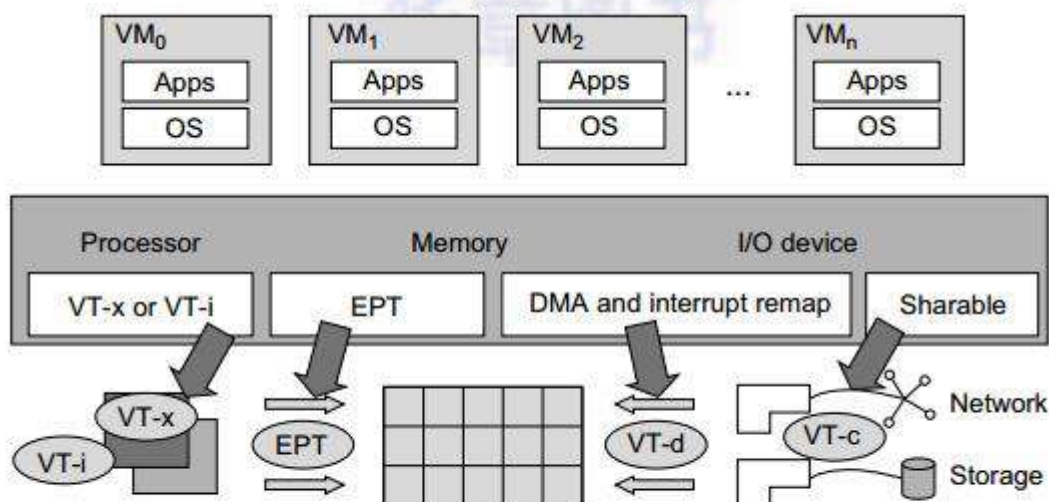 VM0 VM1 VM2 VMn
Apps Apps Apps ... Apps
OS OS OS OS
Processor Memory I/O device
VT-x or VT-i EPT DMA and interrupt remap Sharable
VT-x Network
VT-i EPT VT-d VT-c
Storage